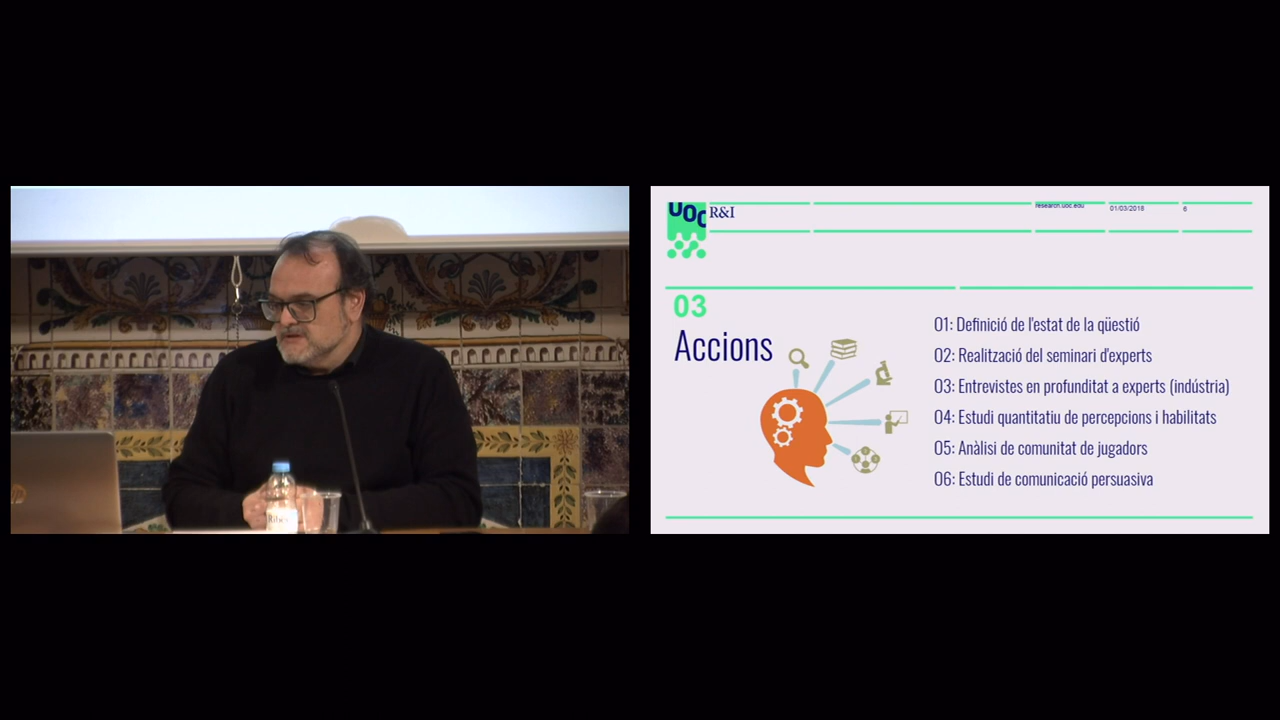 UOC
R&I
research.uoc.edu
01/03/2018
6
03
Accions
01: Definició de l'estat de la qüestió
02: Realització del seminari d'experts
03: Entrevistes en profunditat a experts (indústria)
04: Estudi quantitatiu de percepcions i habilitats
05: Anàlisi de comunitat de jugadors
06: Estudi de comunicació persuasiva